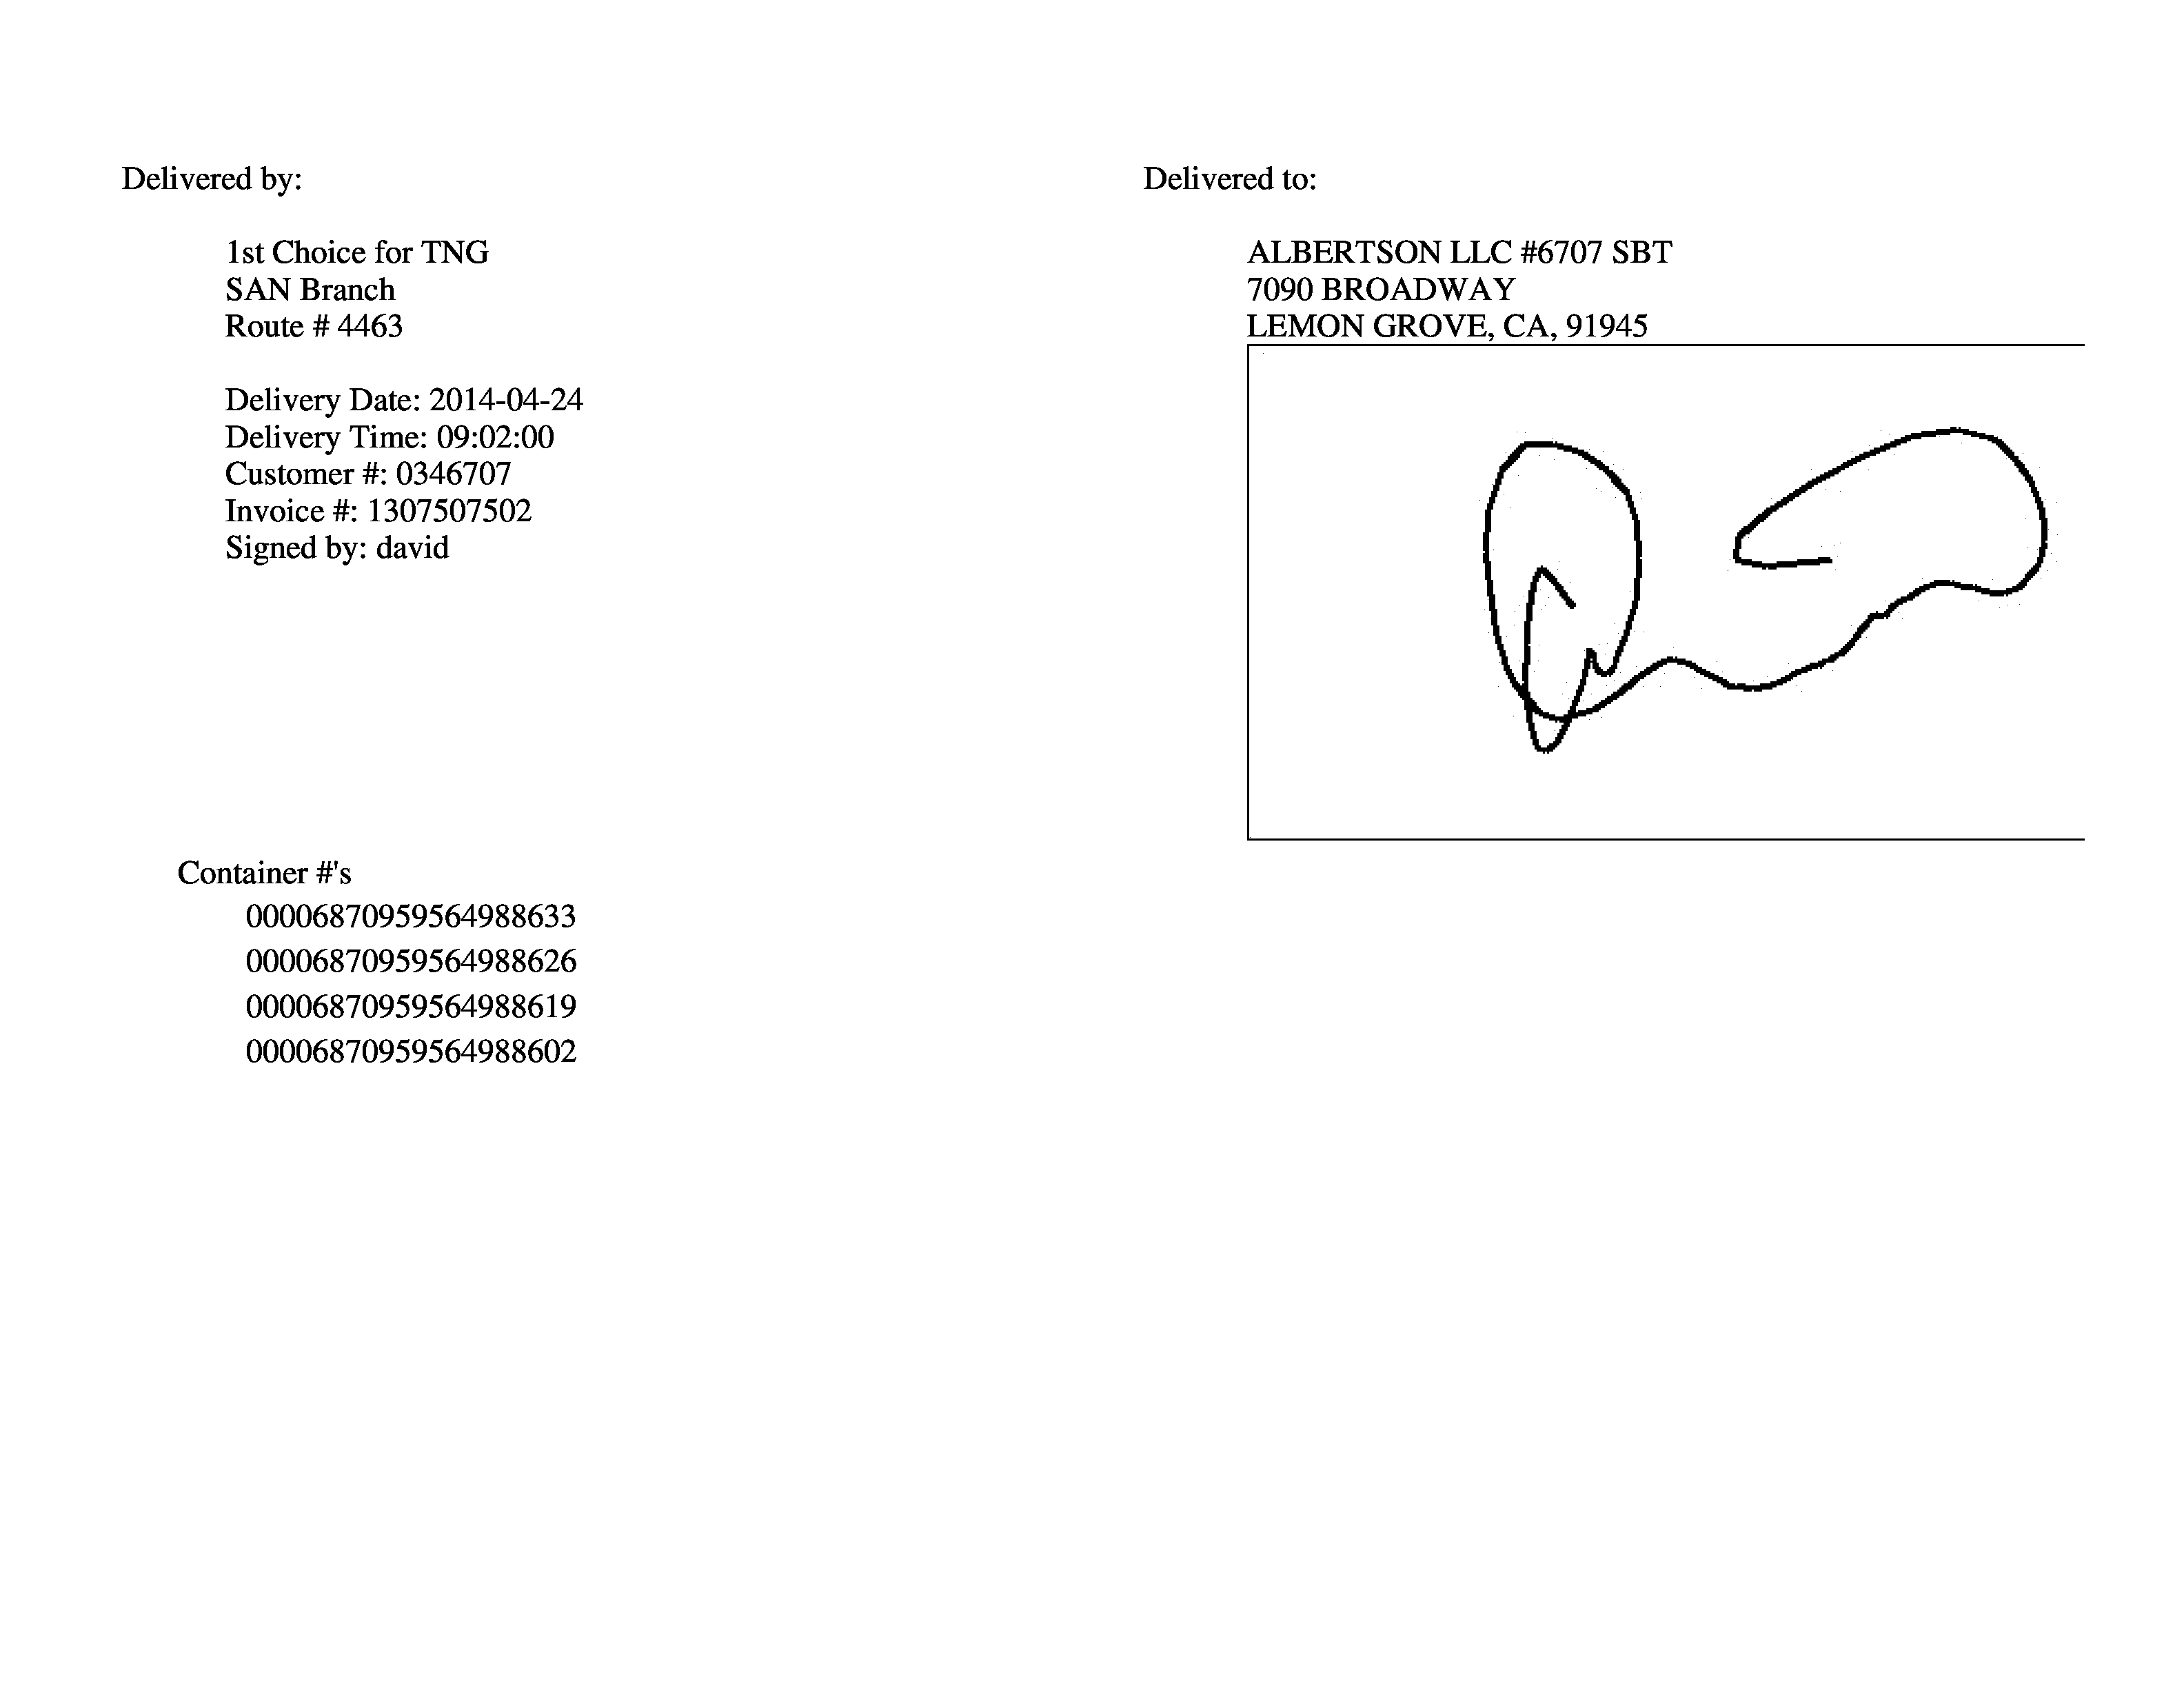 Delivered by:
1st Choice for TNG
SAN Branch
Route # 4463
Delivery Date: 2014-04-24
Delivery Time: 09:02:00
Customer #: 0346707
Invoice #: 1307507502
Signed by: david
Delivered to:
ALBERTSON LLC #6707 SBT
7090 BROADWAY
LEMON GROVE, CA, 91945
Container #'s
00006870959564988633
00006870959564988626
00006870959564988619
00006870959564988602